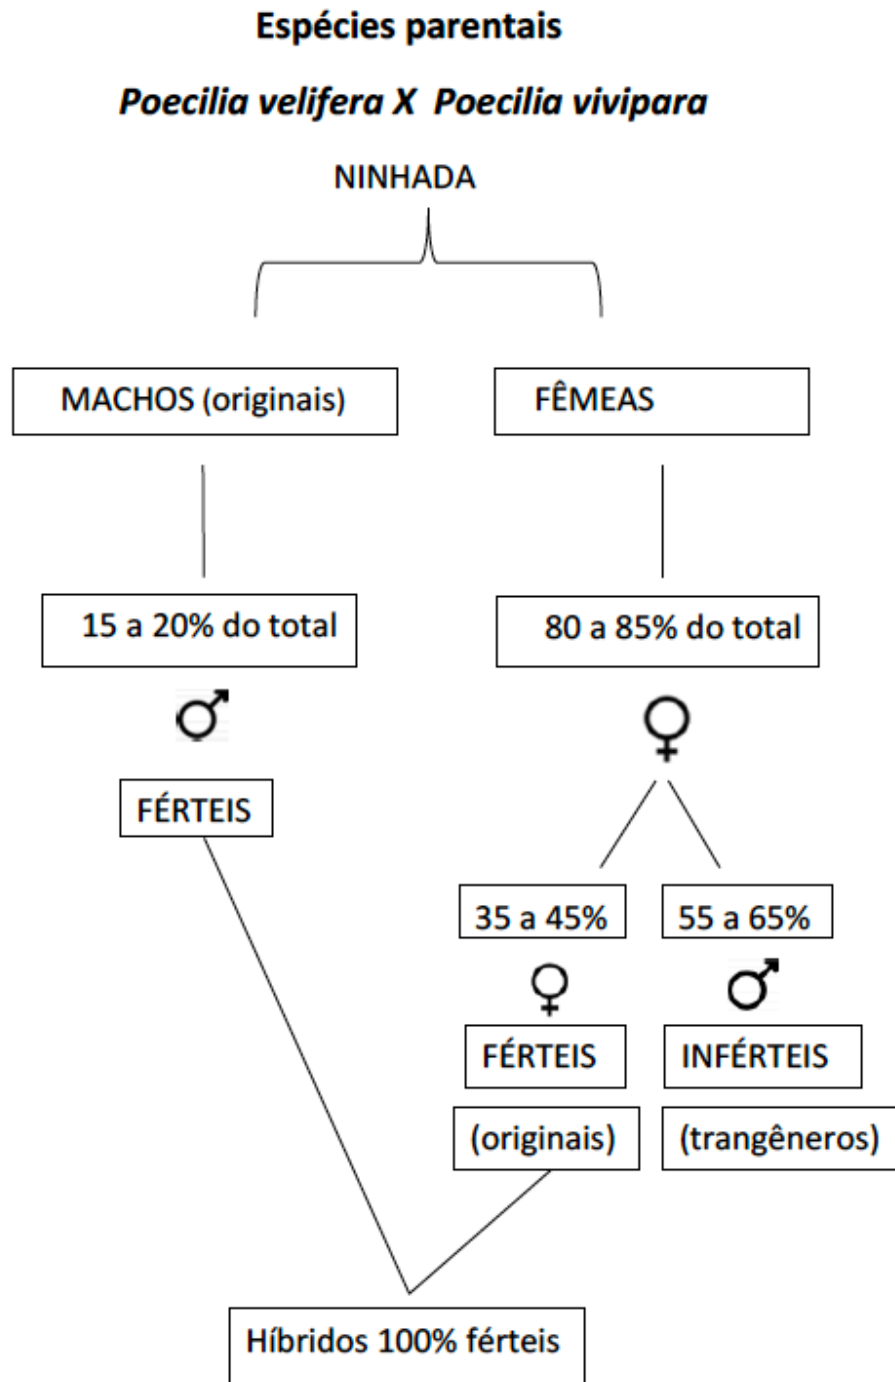 Espécies parentais
Poecilia velifera X Poecilia vivipara
NINHADA
MACHOS (originais)
FÊMEAS
15 a 20% do total
80 a 85% do total
FÉRTEIS
35 a 45%
55 a 65%
FÉRTEIS
INFÉRTEIS
(originais)
(trangêneros)
Híbridos 100% férteis